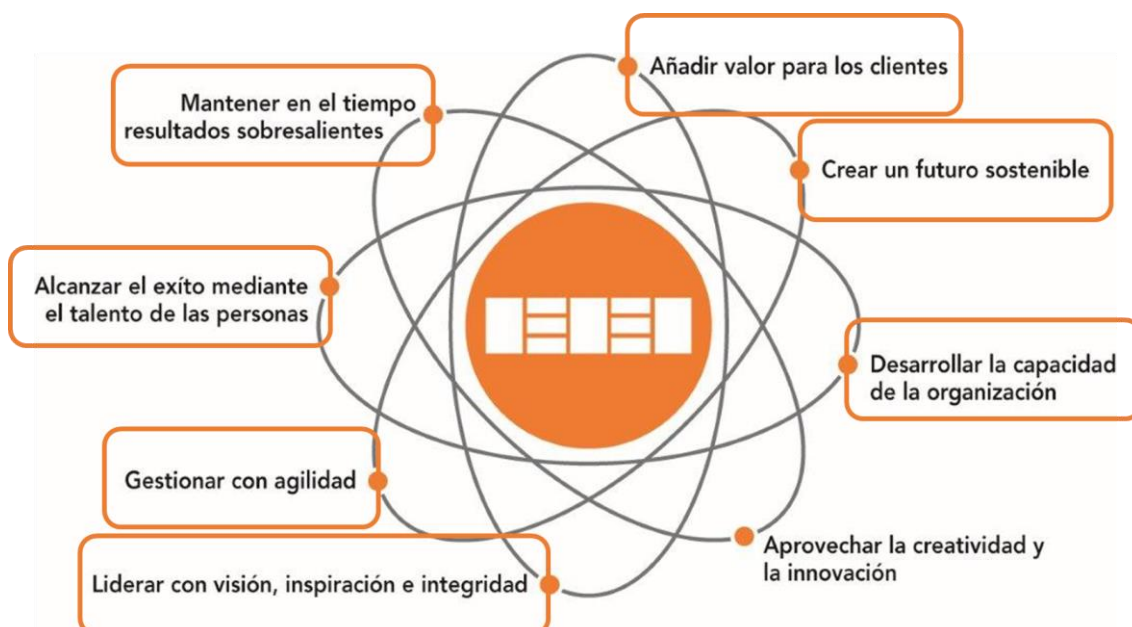 Añadir valor para los clientes
Mantener en el tiempo
resultados sobresalientes
Crear un futuro sostenible
Alcanzar el exíto mediante
el talento de las personas
Desarrollar la capacidad
de la organización
Gestionar con agilidad
Aprovechar la creatividad y
la innovación
Liderar con visión, inspiración e integridad